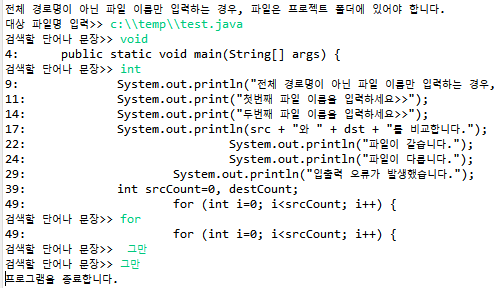 전체 경로명이 아닌 파일 이름만 입력하는 경우, 파일은 프로젝트 폴더에 있어야 합니다.
대상 파일명 입력>> c:\\temp\\test.java
검색할 단어나 문장>> void
4:      public static void main(String[] args) {
검색할 단어나 문장>> int
9:              System.out.println("전체 경로명이 아닌 파일 이름만 입력하는 경우,
11:             System.out.print("첫번째 파일 이름을 입력하세요>>");
14:             System.out.print("두번째 파일 이름을 입력하세요>>");
17:             System.out.println(src + "와 " + dst + "를 비교합니다.");
22:                             System.out.println("파일이 같습니다.");
24:                             System.out.println("파일이 다릅니다.");
29:                     System.out.println("입출력 오류가 발생했습니다.");
39:             int srcCount=0, destCount;
49:                     for (int i=0; i<srcCount; i++) {
검색할 단어나 문장>> for
49:                     for (int i=0; i<srcCount; i++) {
검색할 단어나 문장>>  그만
검색할 단어나 문장>> 그만
프로그램을 종료합니다.